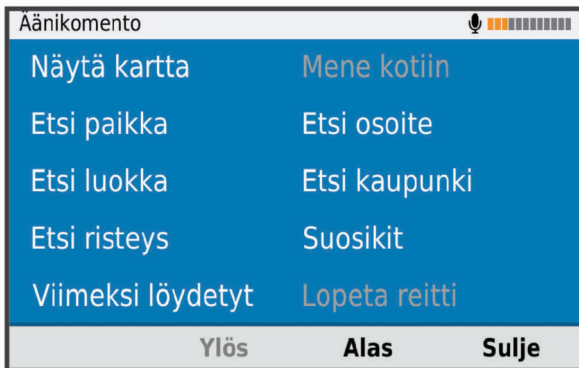 Äänikomento
Näytä kartta Mene kotiin
Etsi paikka Etsi osoite
Etsi luokka Etsi kaupunki
Etsi risteys Suosikit
Viimeksi löydetyt Lopeta reitti
Ylös Alas Sulje